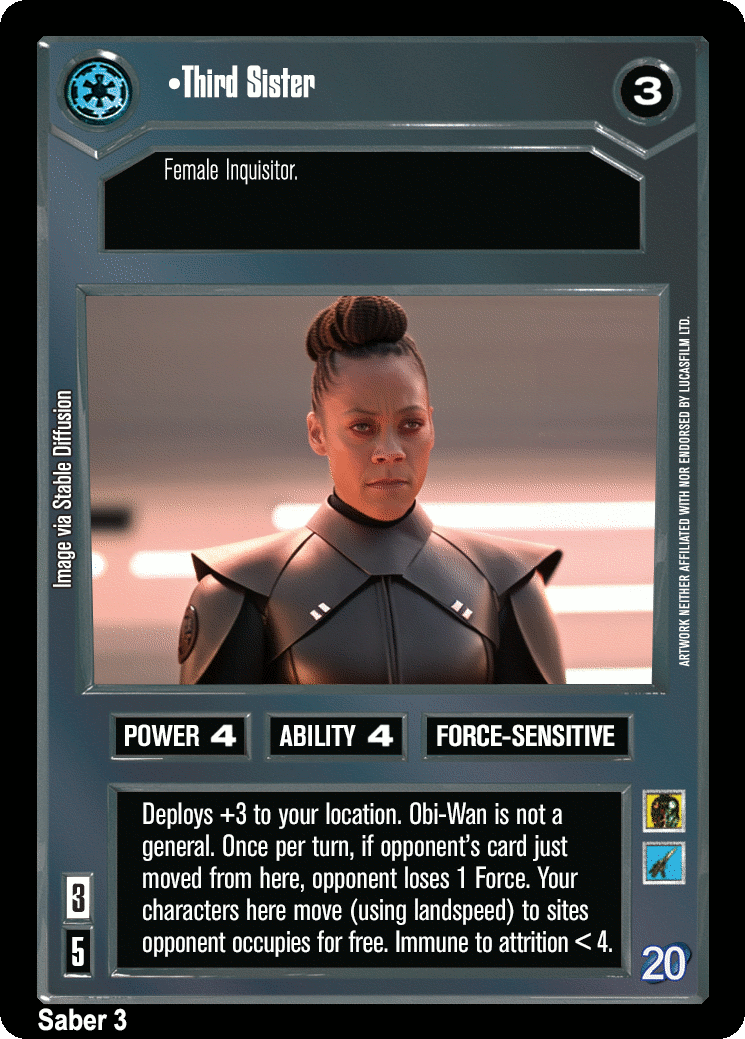 •Third Sister
3
Female Inquisitor.
Image via Stable Diffusion
ARTWORK NEITHER AFFILIATED WITH NOR ENDORSED BY LUCASFILM LTD.
POWER 4
ABILITY 4
FORCE-SENSITIVE
Deploys +3 to your location. Obi-Wan is not a
general. Once per turn, if opponent’s card just
moved from here, opponent loses 1 Force. Your
characters here move (using landspeed) to sites
opponent occupies for free. Immune to attrition < 4.
3
5
20
Saber 3